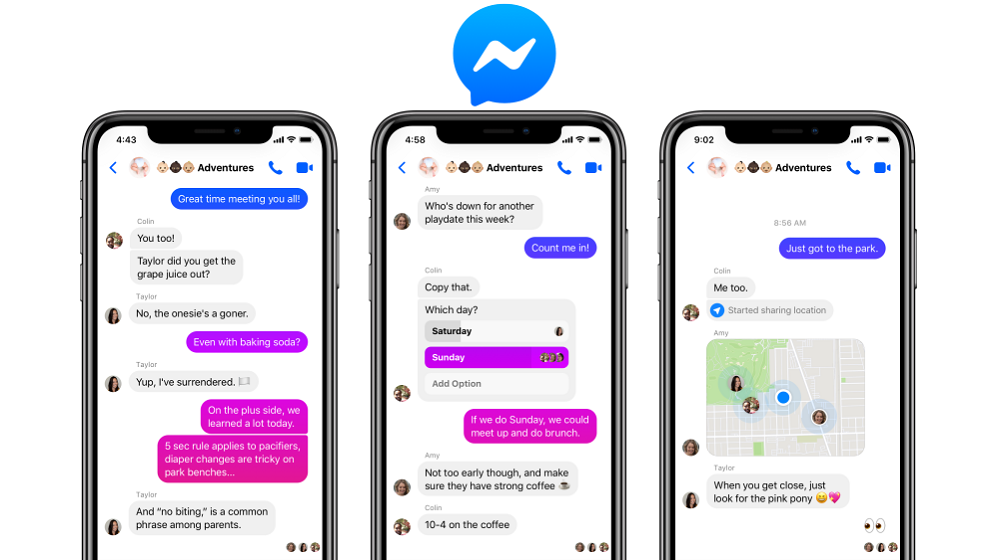 4:43
Adventures
Great time meeting you all!
Colin
You too!
Taylor did you get the
grape juice out?
Taylor
No, the onesie's a goner.
Even with baking soda?
Taylor
Yup, I've surrendered. 🏳️
On the plus side, we
learned a lot today.
5 sec rule applies to pacifiers,
diaper changes are tricky on
park benches...
Taylor
And “no biting,” is a common
phrase among parents.
4:58
Adventures
Amy
Who's down for another
playdate this week?
Count me in!
Colin
Copy that.
Which day?
Saturday
Sunday
Add Option
If we do Sunday, we could
meet up and do brunch.
Amy
Not too early though, and make
sure they have strong coffee ☕
Colin
10-4 on the coffee
9:02
Adventures
8:56 AM
Just got to the park.
Colin
Me too.
Started sharing location
Amy
Taylor
When you get close, just
look for the pink pony 😄💖
👀